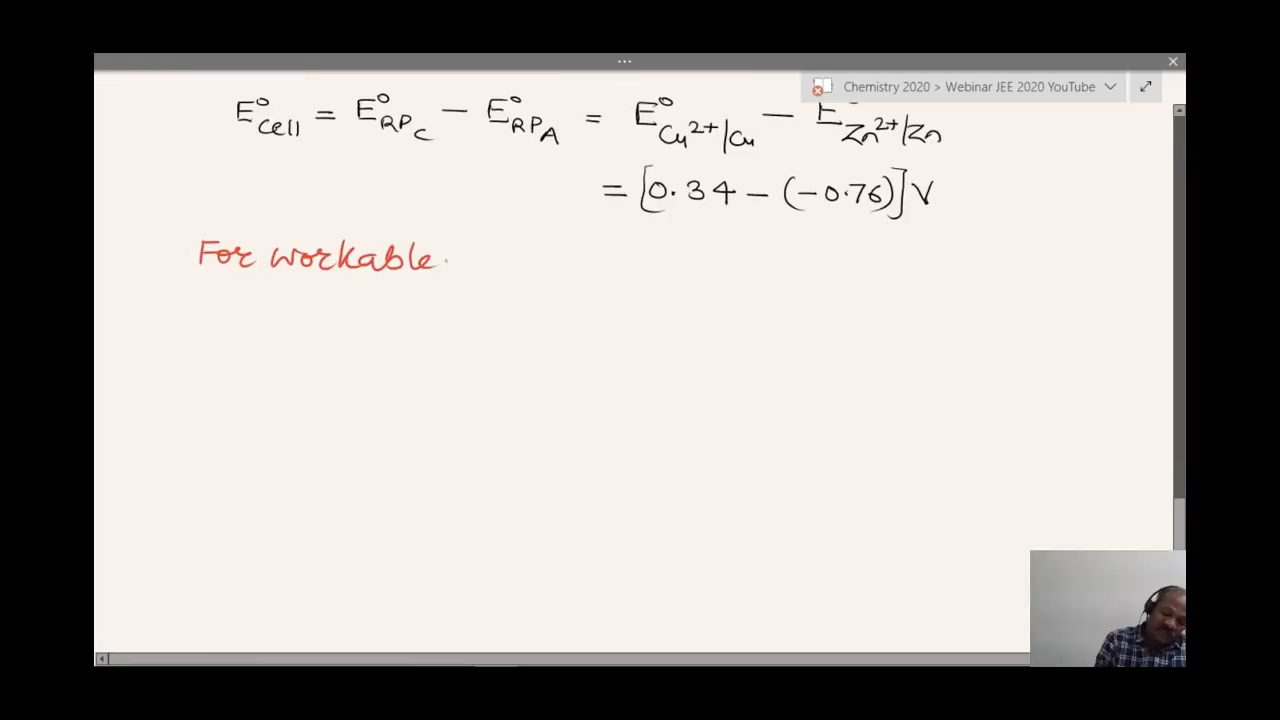 Chemistry 2020 > Webinar JEE 2020 YouTube
E°Cell = E°RPC − E°RPA = E°Cu²⁺/Cu − E°Zn²⁺/Zn
= [0.34 − (−0.76)] V
For workable